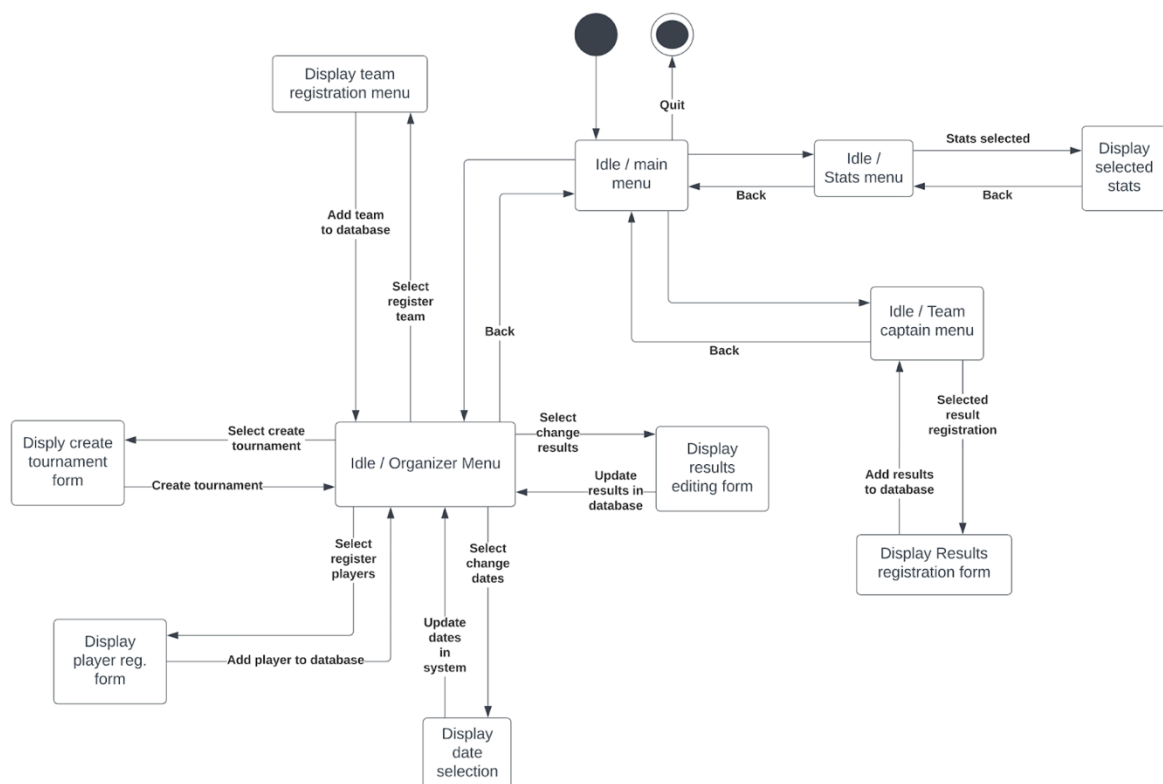 Display team
registration menu
Quit
Idle / main
menu
Idle /
Stats menu
Stats selected
Display
selected
stats
Back
Back
Add team
to database
Select
register
team
Back
Idle / Team
captain menu
Back
Selected
result
registration
Add results
to database
Display Results
registration form
Disply create
tournament
form
Select create
tournament
Create tournament
Idle / Organizer Menu
Select
change
results
Display
results
editing form
Update
results in
database
Select
register
players
Select
change
dates
Display
player reg.
form
Add player to database
Update
dates
in
system
Display
date
selection